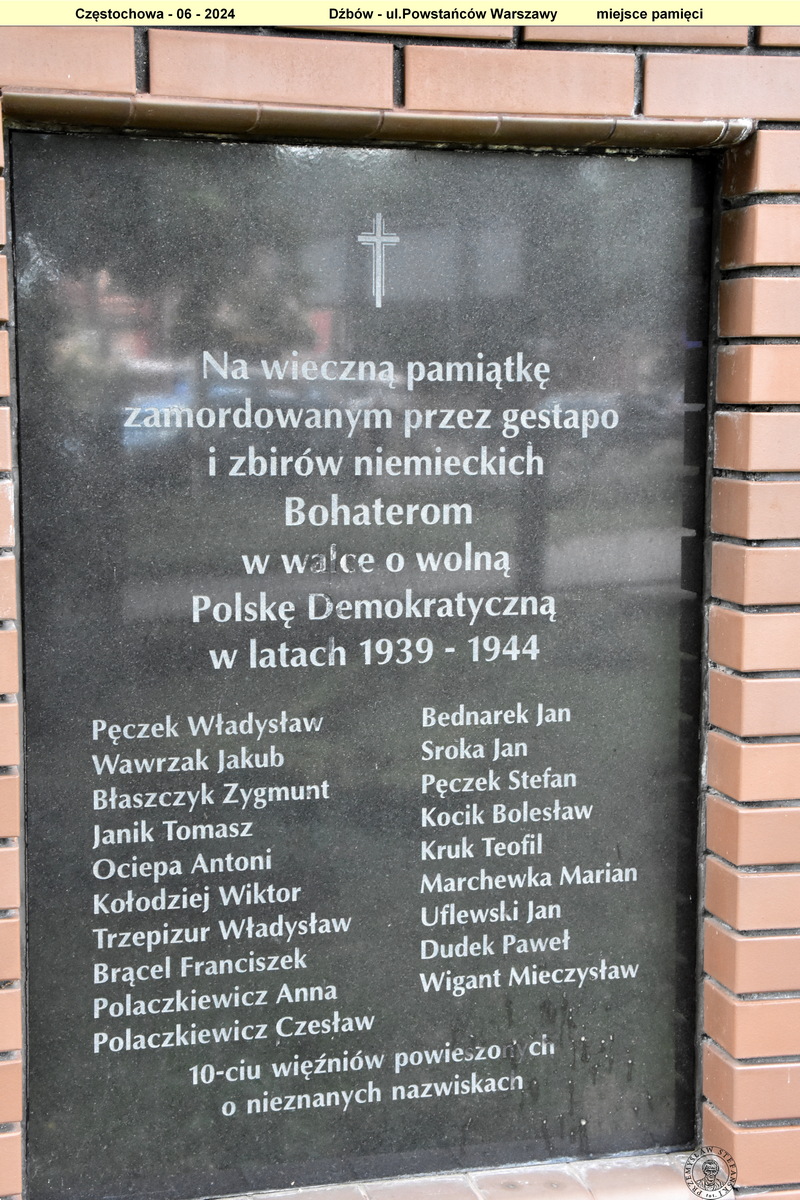 Częstochowa - 06 - 2024 Dźbów - ul.Powstańców Warszawy miejsce pamięci
Na wieczną pamiątkę
zamordowanym przez gestapo
i zbirów niemieckich
Bohaterom
w walce o wolną
Polskę Demokratyczną
w latach 1939 - 1944
Pęczek Władysław
Wawrzak Jakub
Błaszczyk Zygmunt
Janik Tomasz
Ociepa Antoni
Kołodziej Wiktor
Trzepizur Władysław
Brącel Franciszek
Polaczkiewicz Anna
Polaczkiewicz Czesław
Bednarek Jan
Sroka Jan
Pęczek Stefan
Kocik Bolesław
Kruk Teofil
Marchewka Marian
Uflewski Jan
Dudek Paweł
Wigant Mieczysław
10-ciu więźniów powieszonych
o nieznanych nazwiskach
PRZEMYSŁAW STEFAŃSKI
fot.